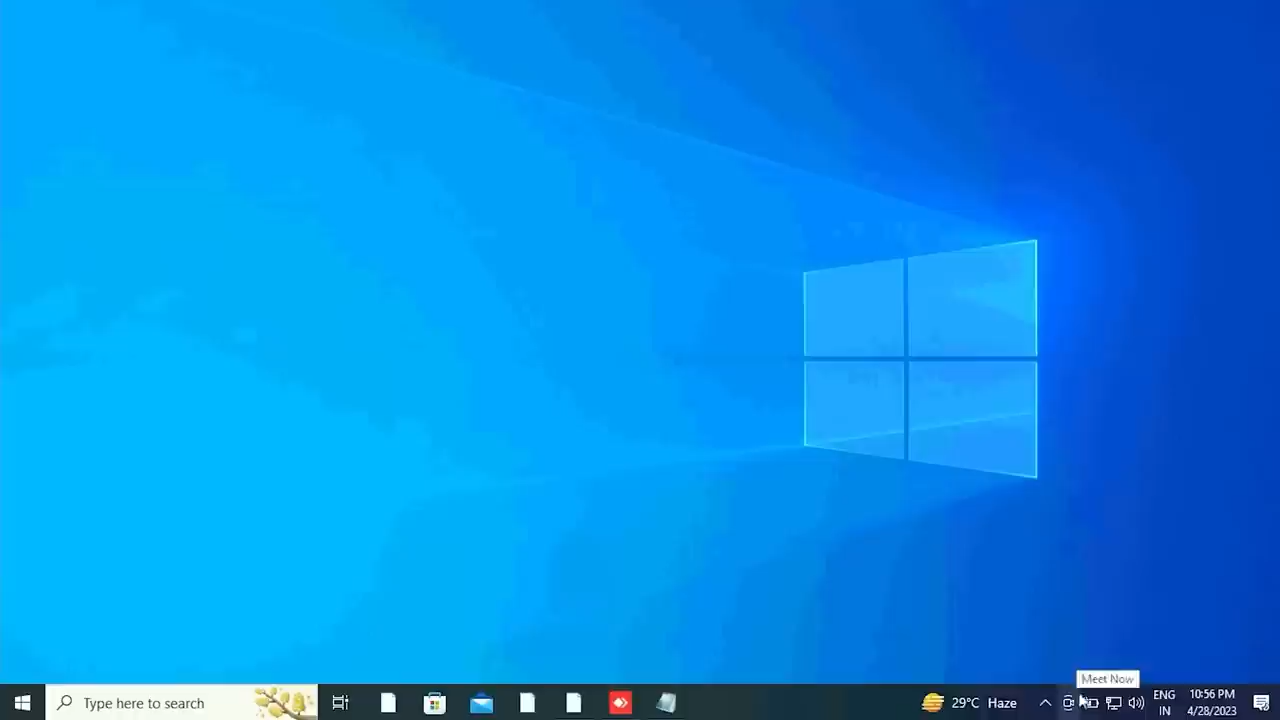 Meet Now
Type here to search
29°C Haze
ENG
IN
10:56 PM
4/28/2023